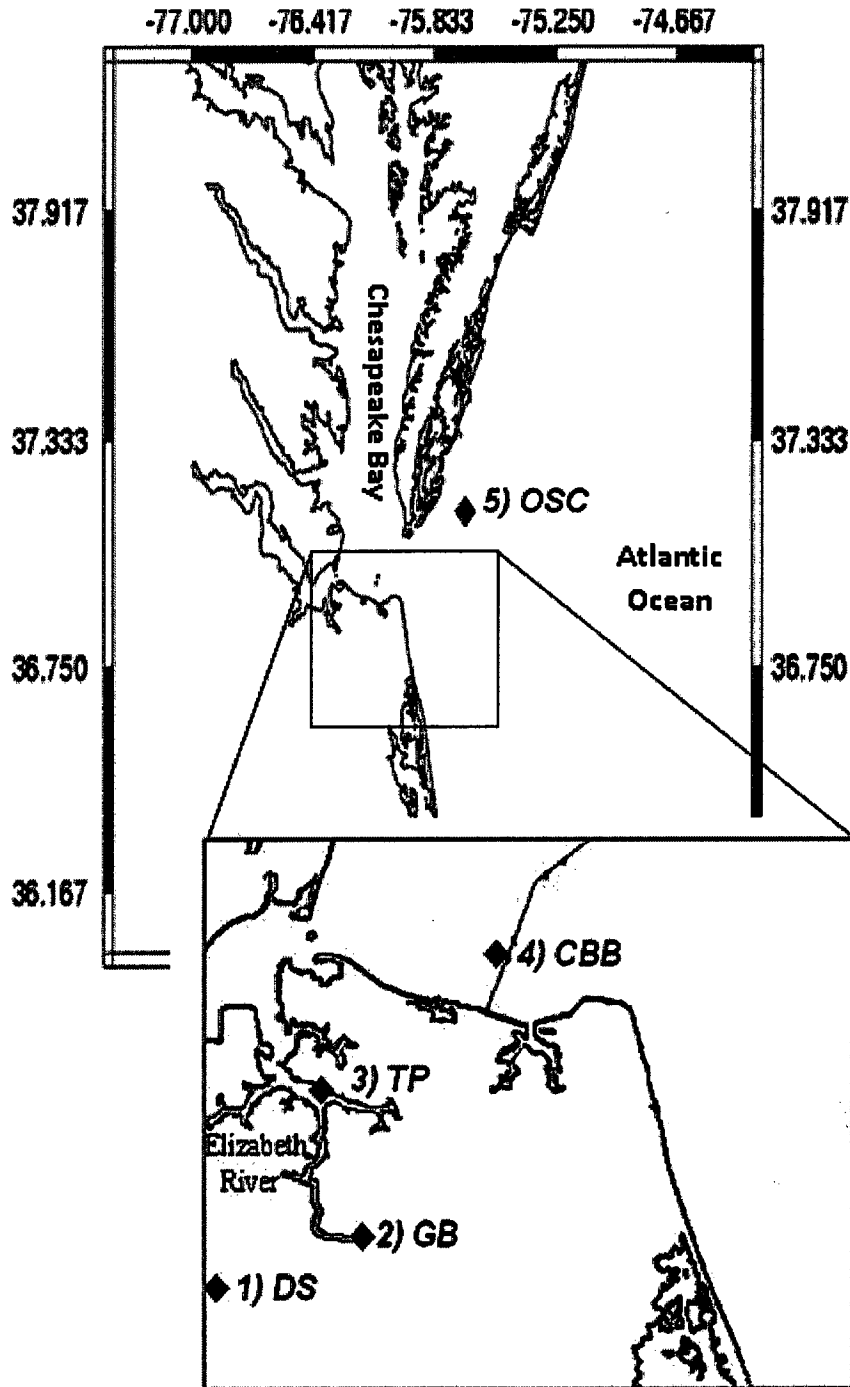 -77.000 -76.417 -75.833 -75.250 -74.667
37.917 37.917
Chesapeake Bay
37.333 37.333
5) OSC
Atlantic
Ocean
36.750 36.750
36.167
4) CBB
3) TP
Elizabeth
River
2) GB
1) DS